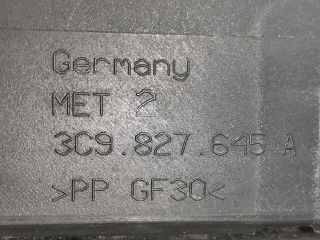 Germany
MET 2
3C9.827.645 A
>PP GF30<